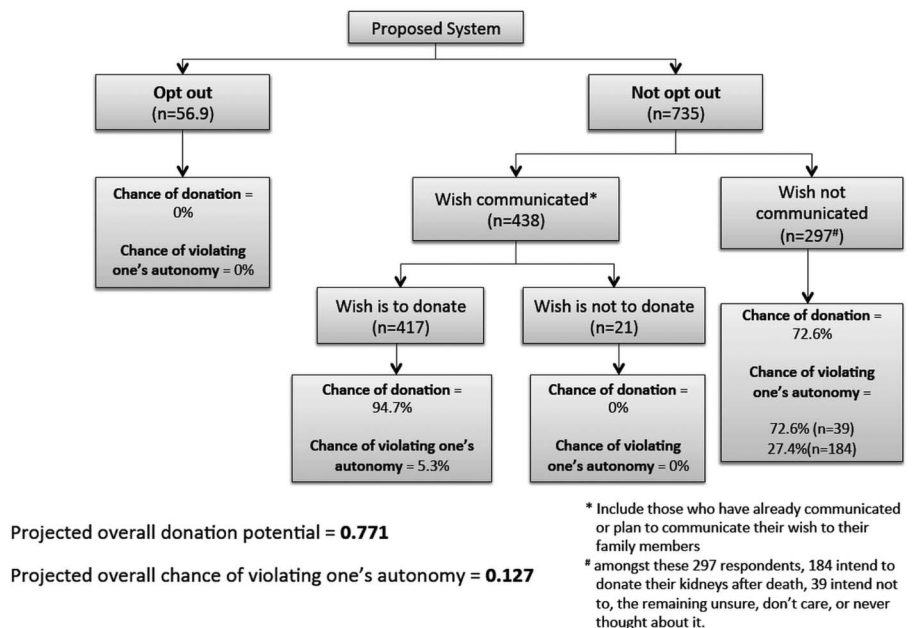 Proposed System
Opt out
(n=56.9)
Not opt out
(n=735)
Chance of donation =
0%
Chance of violating
one's autonomy = 0%
Wish communicated*
(n=438)
Wish not
communicated
(n=297#)
Wish is to donate
(n=417)
Wish is not to donate
(n=21)
Chance of donation =
94.7%
Chance of violating one's
autonomy = 5.3%
Chance of donation =
0%
Chance of violating
one's autonomy = 0%
Chance of donation =
72.6%
Chance of violating
one's autonomy =
72.6% (n=39)
27.4%(n=184)
Projected overall donation potential = 0.771
Projected overall chance of violating one's autonomy = 0.127
* Include those who have already communicated
or plan to communicate their wish to their
family members
# amongst these 297 respondents, 184 intend to
donate their kidneys after death, 39 intend not
to, the remaining unsure, don't care, or never
thought about it.